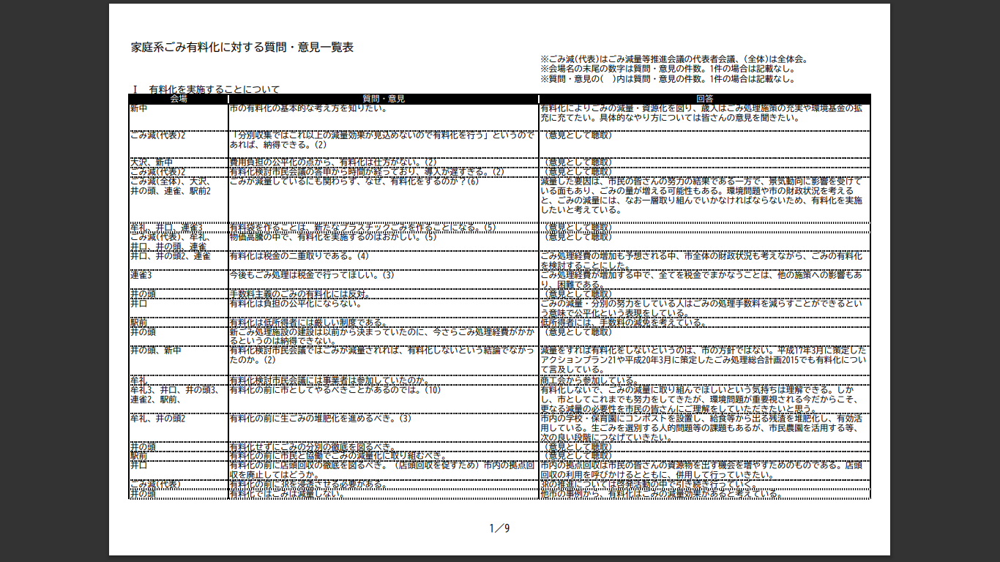 家庭系ごみ有料化に対する質問・意見一覧表
※ごみ減(代表)はごみ減量等推進会議の代表者会議、(全体)は全体会。
※会場名の末尾の数字は質問・意見の件数。1件の場合は記載なし。
※質問・意見の(　)内は質問・意見の件数。1件の場合は記載なし。
Ⅰ　有料化を実施することについて
会場　質問・意見　回答
新中　市の有料化の基本的な考え方を知りたい。　有料化によりごみの減量・資源化を図り、歳入はごみ処理施策の充実や環境基金の拡
充に充てたい。具体的なやり方については皆さんの意見を聞きたい。
ごみ減(代表)2　「分別収集ではこれ以上の減量効果が見込めないので有料化を行う」というので　（意見として聴取）
あれば、納得できる。(2)
大沢、新中　費用負担の公平化の点から、有料化は仕方がない。(2)　（意見として聴取）
ごみ減(代表)2　有料化検討市民会議の答申から時間が経っており、導入が遅すぎる。(2)　（意見として聴取）
ごみ減(全体)、大沢、　ごみが減量しているにも関わらず、なぜ、有料化をするのか？(6)　減量した要因は、市民の皆さんの努力の結果である一方で、景気動向に影響を受けて
井の頭、連雀、駅前2　いる面もあり、ごみの量が増える可能性もある。環境問題や市の財政状況を考える
と、ごみの減量には、なお一層取り組んでいかなければならないため、有料化を実施
したいと考えている。
牟礼、井口、連雀3　有料袋を作ることは、新たなプラスチックごみを作ることになる。(5)　（意見として聴取）
ごみ減(代表)、牟礼、　物価高騰の中で、有料化を実施するのはおかしい。(5)　（意見として聴取）
井口、井の頭、連雀
井口、井の頭2、連雀　有料化は税金の二重取りである。(4)　ごみ処理経費の増加も予想される中、市全体の財政状況も考えながら、ごみの有料化
を検討することにした。
連雀3　今後もごみ処理は税金で行ってほしい。(3)　ごみ処理経費が増加する中で、全てを税金でまかなうことは、他の施策への影響もあ
り、困難である。
井の頭　手数料主義のごみの有料化には反対。　（意見として聴取）
井口　有料化は負担の公平化にならない。　ごみの減量・分別の努力をしている人はごみの処理手数料を減らすことができるとい
う意味で公平化という表現をしている。
駅前　有料化は低所得者には厳しい制度である。　低所得者には、手数料の減免を考えている。
井の頭　新ごみ処理施設の建設は以前から決まっていたのに、今さらごみ処理経費がかか　（意見として聴取）
るというのは納得できない。
井の頭、新中　有料化検討市民会議ではごみが減量されれば、有料化しないという結論でなかっ　減量をすれば有料化をしないというのは、市の方針ではない。平成17年3月に策定した
たのか。(2)　アクションプラン21や平成20年3月に策定したごみ処理総合計画2015でも有料化につい
て言及している。
牟礼　有料化検討市民会議には事業者は参加していたのか。　商工会から参加している。
牟礼3、井口、井の頭3、　有料化の前に市としてやるべきことがあるのでは。(10)　有料化しないで、ごみの減量に取り組んでほしいという気持ちは理解できる。しか
連雀2、駅前、　し、市としてこれまでも努力をしてきたが、環境問題が重要視される今だからこそ、
更なる減量の必要性を市民の皆さんにご理解をしていただきたいと思う。
牟礼、井の頭2　有料化の前に生ごみの堆肥化を進めるべき。(3)　市内の学校・保育園にコンポストを設置し、給食等から出る残渣を堆肥化し、有効活
用している。生ごみを選別する人的問題等の課題もあるが、市民農園を活用する等、
次の良い段階につなげていきたい。
井の頭　有料化せずにごみの分別の徹底を図るべき。　（意見として聴取）
駅前　有料化の前に市民と協働でごみの減量化に取り組むべき。　（意見として聴取）
井口　有料化の前に店頭回収の徹底を図るべき。（店頭回収を促すため）市内の拠点回　市内の拠点回収は市民の皆さんの資源物を出す機会を増やすためのものである。店頭
収を廃止してはどうか。　回収の利用を呼びかけるとともに、併用して行っていきたい。
ごみ減(代表)　有料化の前に3Rを浸透させる必要がある。　3Rの推進については啓発活動の中で引き続き行っていく。
井の頭　有料化ではごみは減量しない。　他市の事例から、有料化はごみの減量効果があると考えている。
1／9